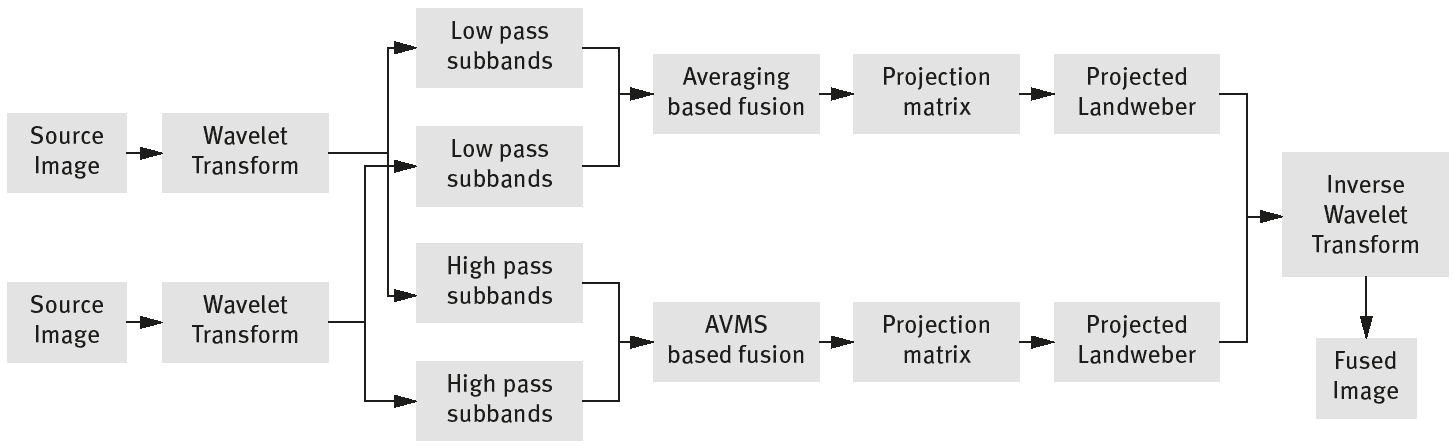 Source
Image
Wavelet
Transform
Source
Image
Wavelet
Transform
Low pass
subbands
Low pass
subbands
High pass
subbands
High pass
subbands
Averaging
based fusion
Projection
matrix
Projected
Landweber
AVMS
based fusion
Projection
matrix
Projected
Landweber
Inverse
Wavelet
Transform
Fused
Image